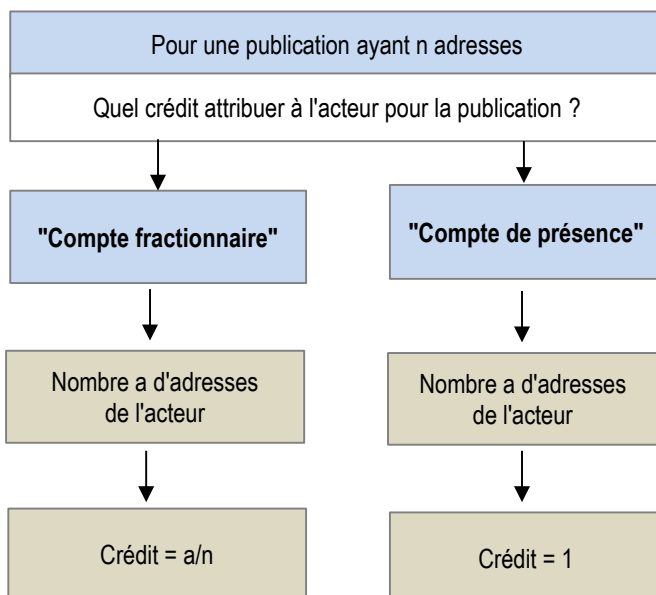 Pour une publication ayant n adresses
Quel crédit attribuer à l'acteur pour la publication ?
"Compte fractionnaire"
"Compte de présence"
Nombre a d'adresses
de l'acteur
Nombre a d'adresses
de l'acteur
Crédit = a/n
Crédit = 1